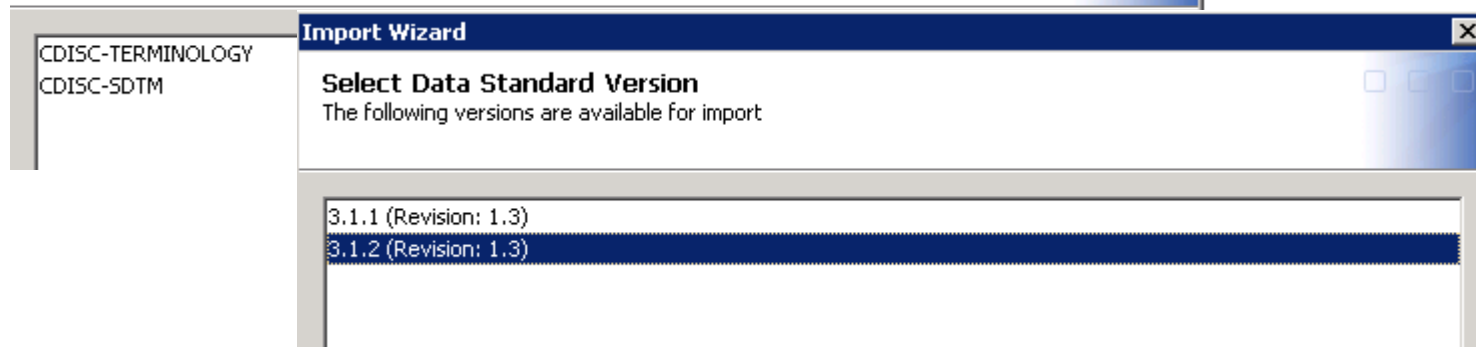 CDISC-TERMINOLOGY
CDISC-SDTM
Import Wizard
Select Data Standard Version
The following versions are available for import
3.1.1 (Revision: 1.3)
3.1.2 (Revision: 1.3)